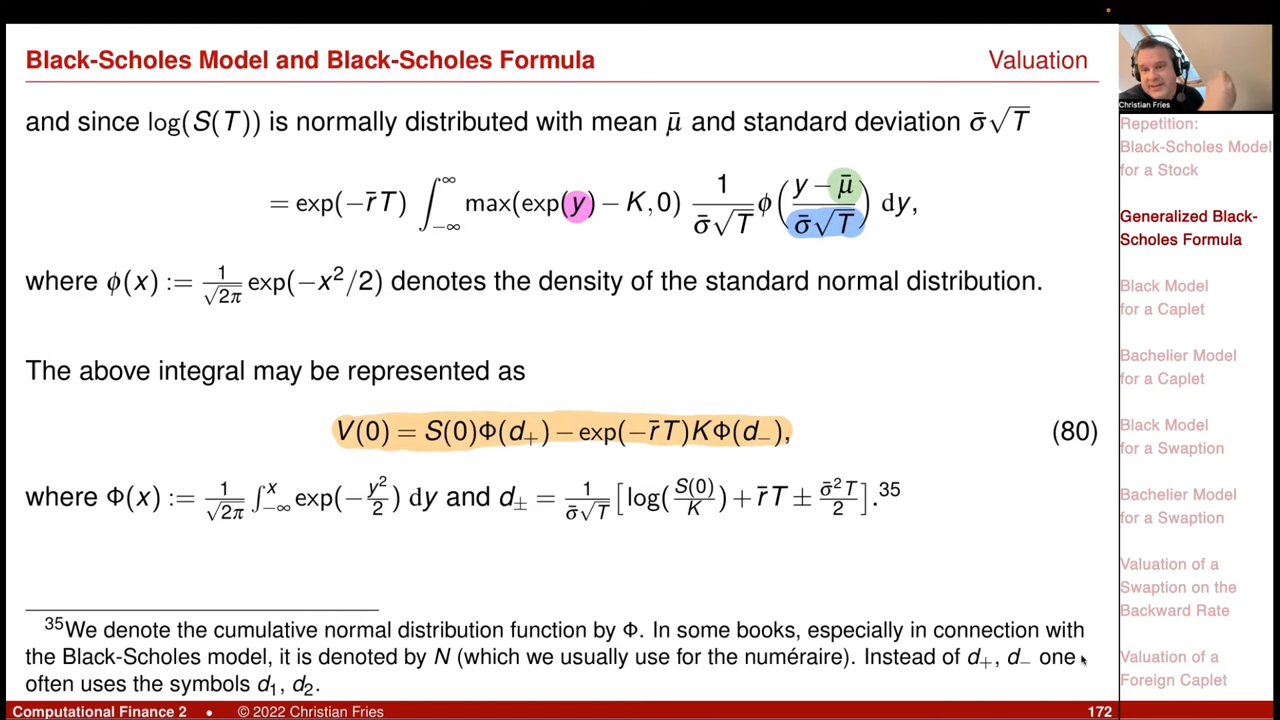 Black-Scholes Model and Black-Scholes Formula
Valuation
and since log(S(T)) is normally distributed with mean μ̄ and standard deviation σ̄√T
= exp(−r̄T) ∫_{−∞}^{∞} max(exp(y) − K, 0) 1/(σ̄√T) ϕ((y − μ̄)/(σ̄√T)) dy,
where ϕ(x) := 1/√(2π) exp(−x²/2) denotes the density of the standard normal distribution.
The above integral may be represented as
V(0) = S(0)Φ(d₊) − exp(−r̄T)KΦ(d₋), (80)
where Φ(x) := 1/√(2π) ∫_{−∞}^{x} exp(−y²/2) dy and d± = 1/(σ̄√T) [log(S(0)/K) + r̄T ± σ̄²T/2].³⁵
³⁵We denote the cumulative normal distribution function by Φ. In some books, especially in connection with
the Black-Scholes model, it is denoted by N (which we usually use for the numéraire). Instead of d₊, d₋ one
often uses the symbols d₁, d₂.
Computational Finance 2 • © 2022 Christian Fries 172
Christian Fries
Repetition:
Black-Scholes Model
for a Stock
Generalized Black-
Scholes Formula
Black Model
for a Caplet
Bachelier Model
for a Caplet
Black Model
for a Swaption
Bachelier Model
for a Swaption
Valuation of a
Swaption on the
Backward Rate
Valuation of a
Foreign Caplet